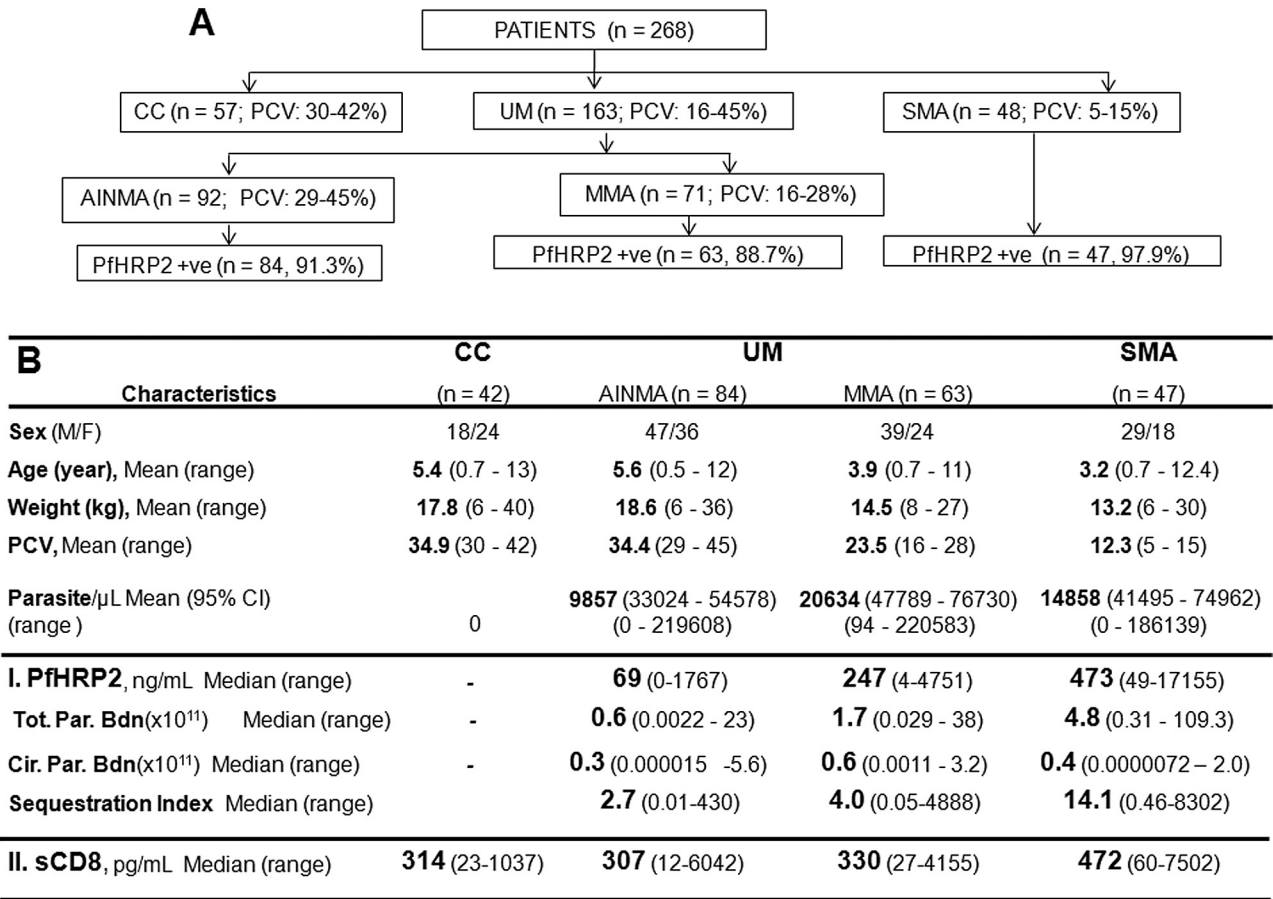 A
PATIENTS (n = 268)
CC (n = 57; PCV: 30-42%)
UM (n = 163; PCV: 16-45%)
SMA (n = 48; PCV: 5-15%)
AINMA (n = 92; PCV: 29-45%)
MMA (n = 71; PCV: 16-28%)
PfHRP2 +ve (n = 84, 91.3%)
PfHRP2 +ve (n = 63, 88.7%)
PfHRP2 +ve (n = 47, 97.9%)
B CC UM SMA
Characteristics (n = 42) AINMA (n = 84) MMA (n = 63) (n = 47)
Sex (M/F) 18/24 47/36 39/24 29/18
Age (year), Mean (range) 5.4 (0.7 - 13) 5.6 (0.5 - 12) 3.9 (0.7 - 11) 3.2 (0.7 - 12.4)
Weight (kg), Mean (range) 17.8 (6 - 40) 18.6 (6 - 36) 14.5 (8 - 27) 13.2 (6 - 30)
PCV, Mean (range) 34.9 (30 - 42) 34.4 (29 - 45) 23.5 (16 - 28) 12.3 (5 - 15)
Parasite/µL Mean (95% CI) 9857 (33024 - 54578) 20634 (47789 - 76730) 14858 (41495 - 74962)
(range ) 0 (0 - 219608) (94 - 220583) (0 - 186139)
I. PfHRP2, ng/mL Median (range) - 69 (0-1767) 247 (4-4751) 473 (49-17155)
Tot. Par. Bdn(x10¹¹) Median (range) - 0.6 (0.0022 - 23) 1.7 (0.029 - 38) 4.8 (0.31 - 109.3)
Cir. Par. Bdn(x10¹¹) Median (range) - 0.3 (0.000015 -5.6) 0.6 (0.0011 - 3.2) 0.4 (0.0000072 – 2.0)
Sequestration Index Median (range) 2.7 (0.01-430) 4.0 (0.05-4888) 14.1 (0.46-8302)
II. sCD8, pg/mL Median (range) 314 (23-1037) 307 (12-6042) 330 (27-4155) 472 (60-7502)